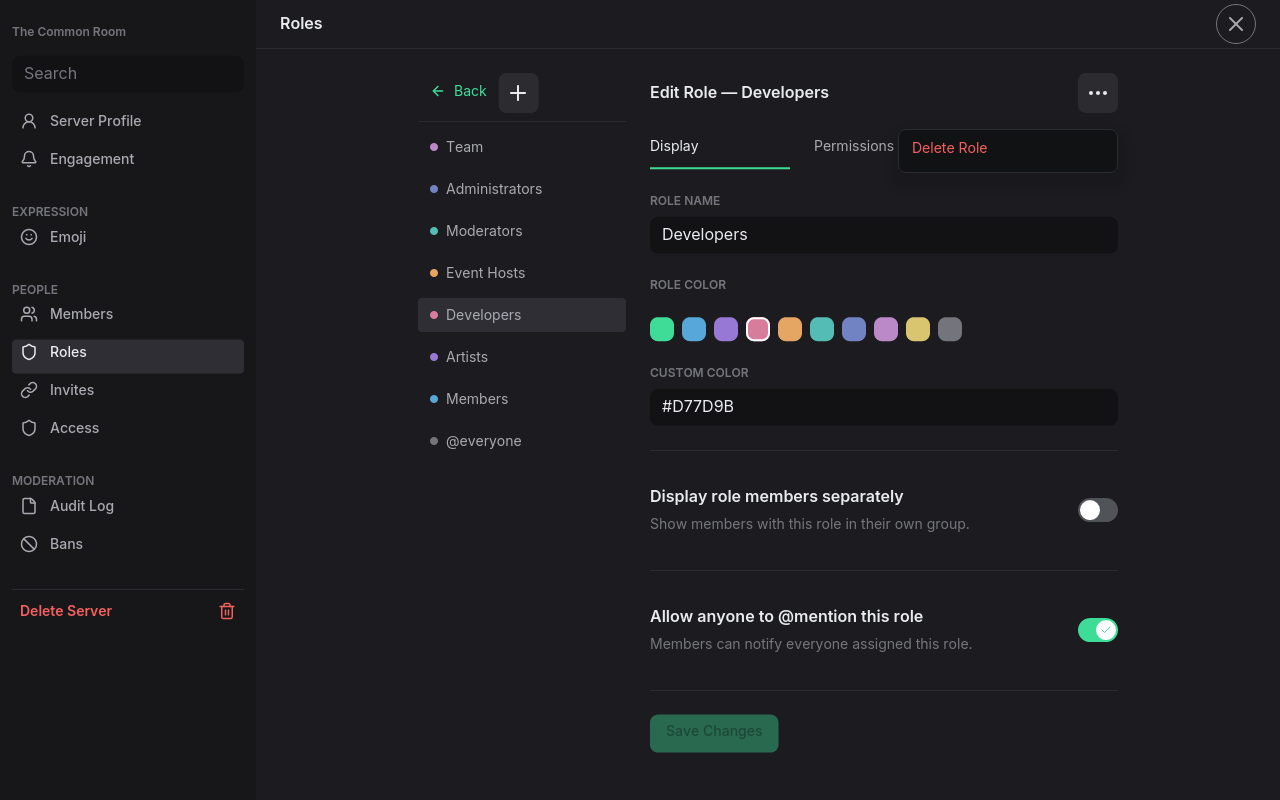 The Common Room
Search
Server Profile
Engagement
EXPRESSION
Emoji
PEOPLE
Members
Roles
Invites
Access
MODERATION
Audit Log
Bans
Delete Server
Roles
Back
Team
Administrators
Moderators
Event Hosts
Developers
Artists
Members
@everyone
Edit Role — Developers
Display
Permissions
Delete Role
ROLE NAME
Developers
ROLE COLOR
CUSTOM COLOR
#D77D9B
Display role members separately
Show members with this role in their own group.
Allow anyone to @mention this role
Members can notify everyone assigned this role.
Save Changes